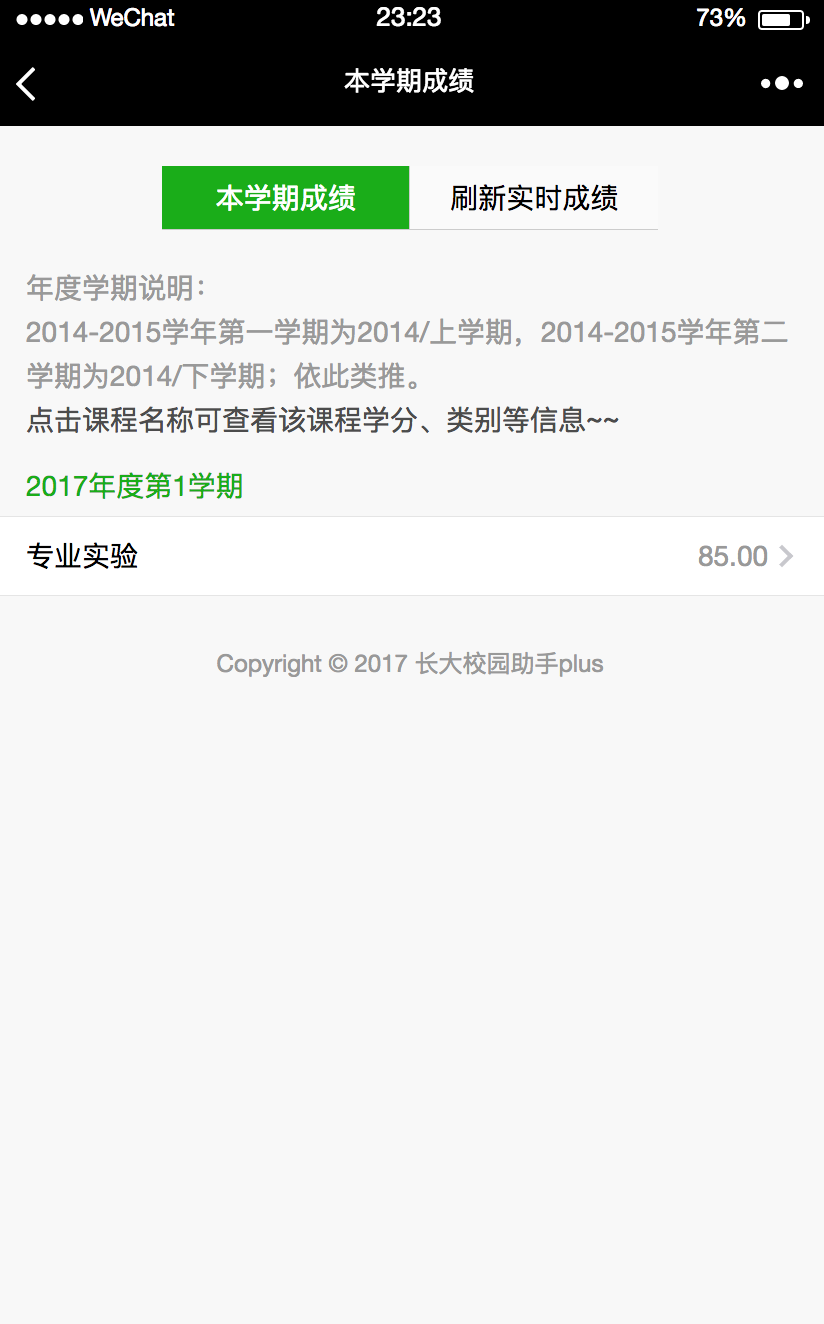 WeChat 23:23 73%
本学期成绩
本学期成绩 刷新实时成绩
年度学期说明：
2014-2015学年第一学期为2014/上学期，2014-2015学年第二
学期为2014/下学期；依此类推。
点击课程名称可查看该课程学分、类别等信息~~
2017年度第1学期
专业实验 85.00
Copyright © 2017 长大校园助手plus